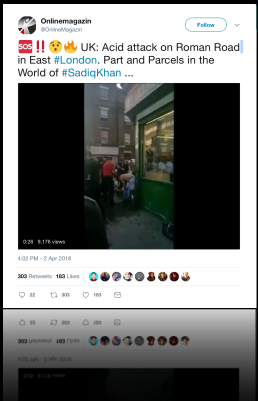 Onlinemagazin
@OnlineMagazin
Follow
🆘‼️😲🔥 UK: Acid attack on Roman Road
in East #London. Part and Parcels in the
World of #SadiqKhan ...
0:26 9,176 views
4:02 PM - 2 Apr 2018
303 Retweets 183 Likes
22 303 183